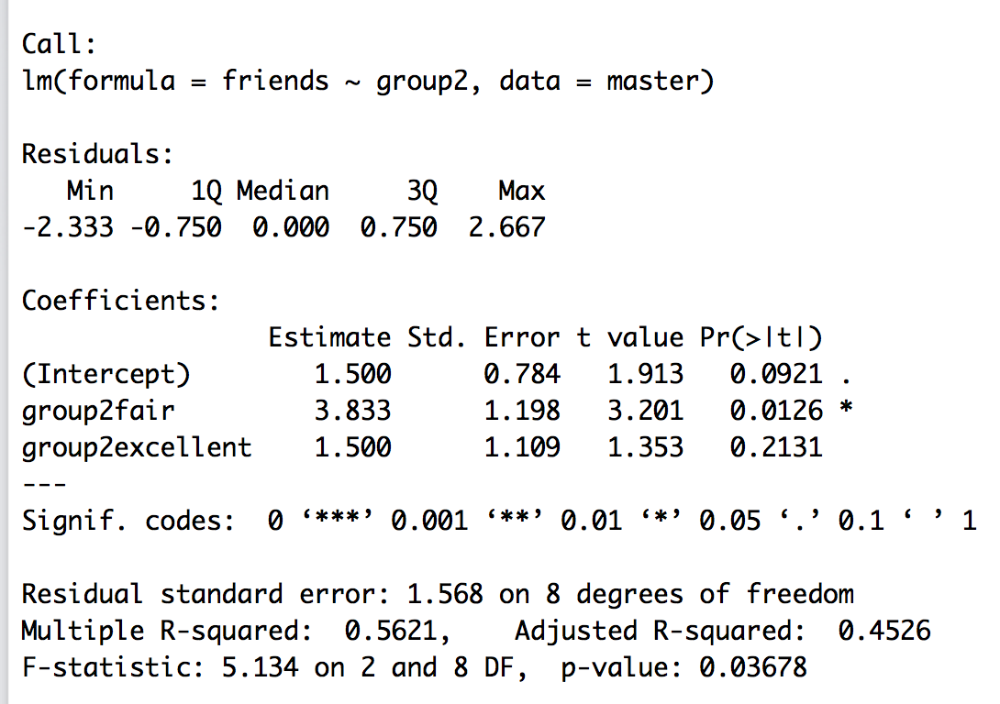 Call:
lm(formula = friends ~ group2, data = master)
Residuals:
Min 1Q Median 3Q Max
-2.333 -0.750 0.000 0.750 2.667
Coefficients:
Estimate Std. Error t value Pr(>|t|)
(Intercept) 1.500 0.784 1.913 0.0921 .
group2fair 3.833 1.198 3.201 0.0126 *
group2excellent 1.500 1.109 1.353 0.2131
---
Signif. codes: 0 ‘***’ 0.001 ‘**’ 0.01 ‘*’ 0.05 ‘.’ 0.1 ‘ ’ 1
Residual standard error: 1.568 on 8 degrees of freedom
Multiple R-squared: 0.5621, Adjusted R-squared: 0.4526
F-statistic: 5.134 on 2 and 8 DF, p-value: 0.03678